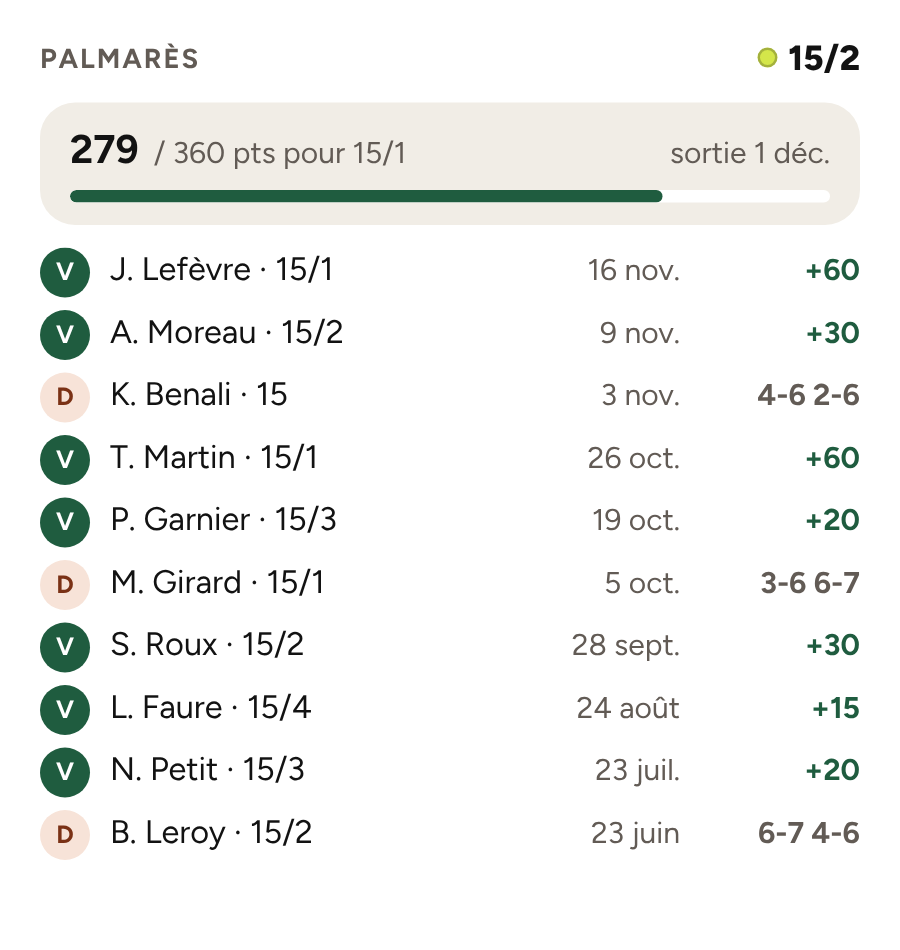 PALMARÈS 15/2
279 / 360 pts pour 15/1 sortie 1 déc.
V J. Lefèvre · 15/1 16 nov. +60
V A. Moreau · 15/2 9 nov. +30
D K. Benali · 15 3 nov. 4-6 2-6
V T. Martin · 15/1 26 oct. +60
V P. Garnier · 15/3 19 oct. +20
D M. Girard · 15/1 5 oct. 3-6 6-7
V S. Roux · 15/2 28 sept. +30
V L. Faure · 15/4 24 août +15
V N. Petit · 15/3 23 juil. +20
D B. Leroy · 15/2 23 juin 6-7 4-6